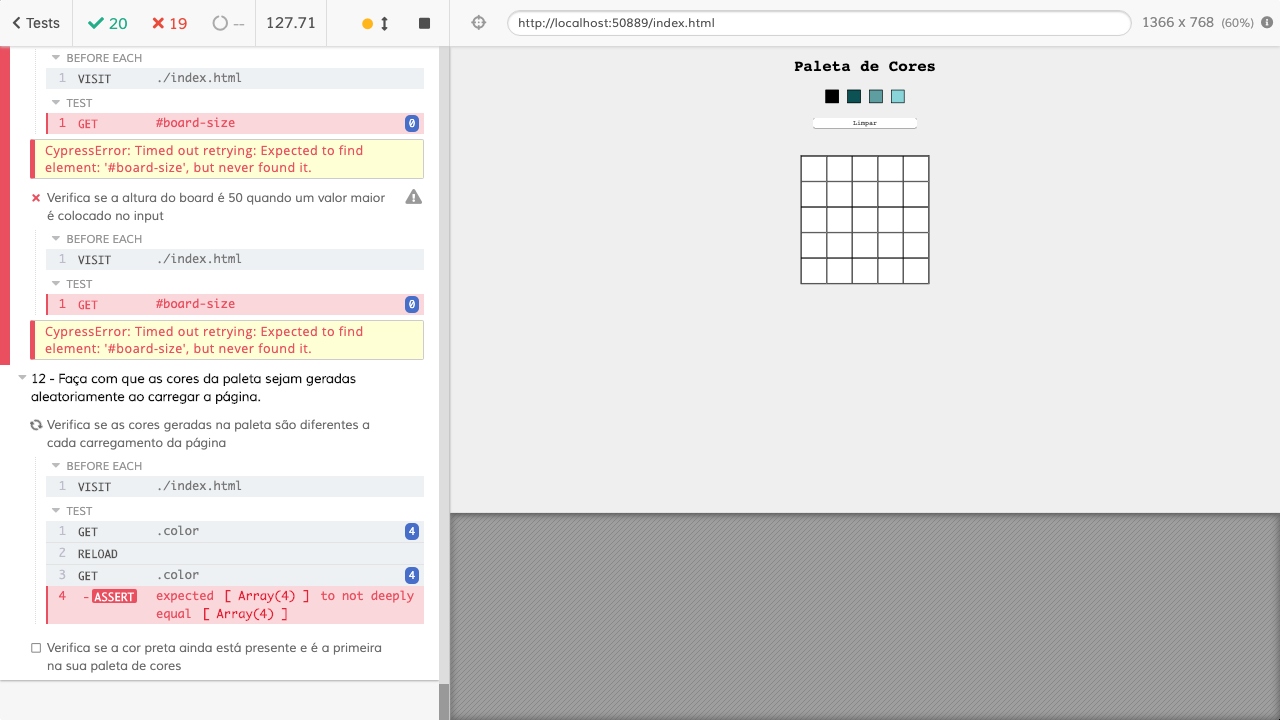 Tests 20 19 -- 127.71
http://localhost:50889/index.html 1366 x 768 (60%)
BEFORE EACH
1 VISIT ./index.html
TEST
1 GET #board-size 0
CypressError: Timed out retrying: Expected to find
element: '#board-size', but never found it.
Verifica se a altura do board é 50 quando um valor maior
é colocado no input
BEFORE EACH
1 VISIT ./index.html
TEST
1 GET #board-size 0
CypressError: Timed out retrying: Expected to find
element: '#board-size', but never found it.
12 - Faça com que as cores da paleta sejam geradas
aleatoriamente ao carregar a página.
Verifica se as cores geradas na paleta são diferentes a
cada carregamento da página
BEFORE EACH
1 VISIT ./index.html
TEST
1 GET .color 4
2 RELOAD
3 GET .color 4
4 -ASSERT expected [ Array(4) ] to not deeply
equal [ Array(4) ]
Verifica se a cor preta ainda está presente e é a primeira
na sua paleta de cores
Paleta de Cores
Limpar